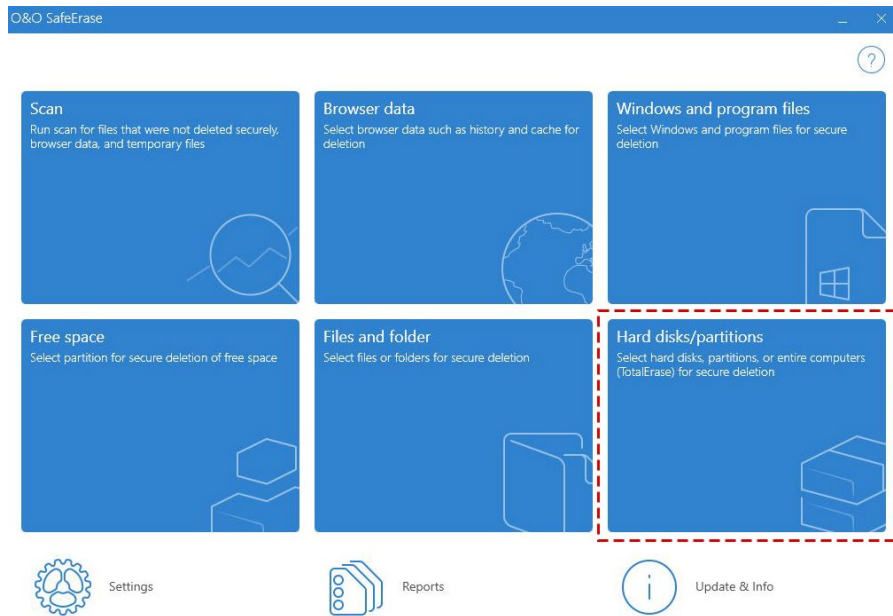 O&O SafeErase
?
Scan
Run scan for files that were not deleted securely,
browser data, and temporary files
Browser data
Select browser data such as history and cache for
deletion
Windows and program files
Select Windows and program files for secure
deletion
Free space
Select partition for secure deletion of free space
Files and folder
Select files or folders for secure deletion
Hard disks/partitions
Select hard disks, partitions, or entire computers
(TotalErase) for secure deletion
Settings
Reports
i
Update & Info